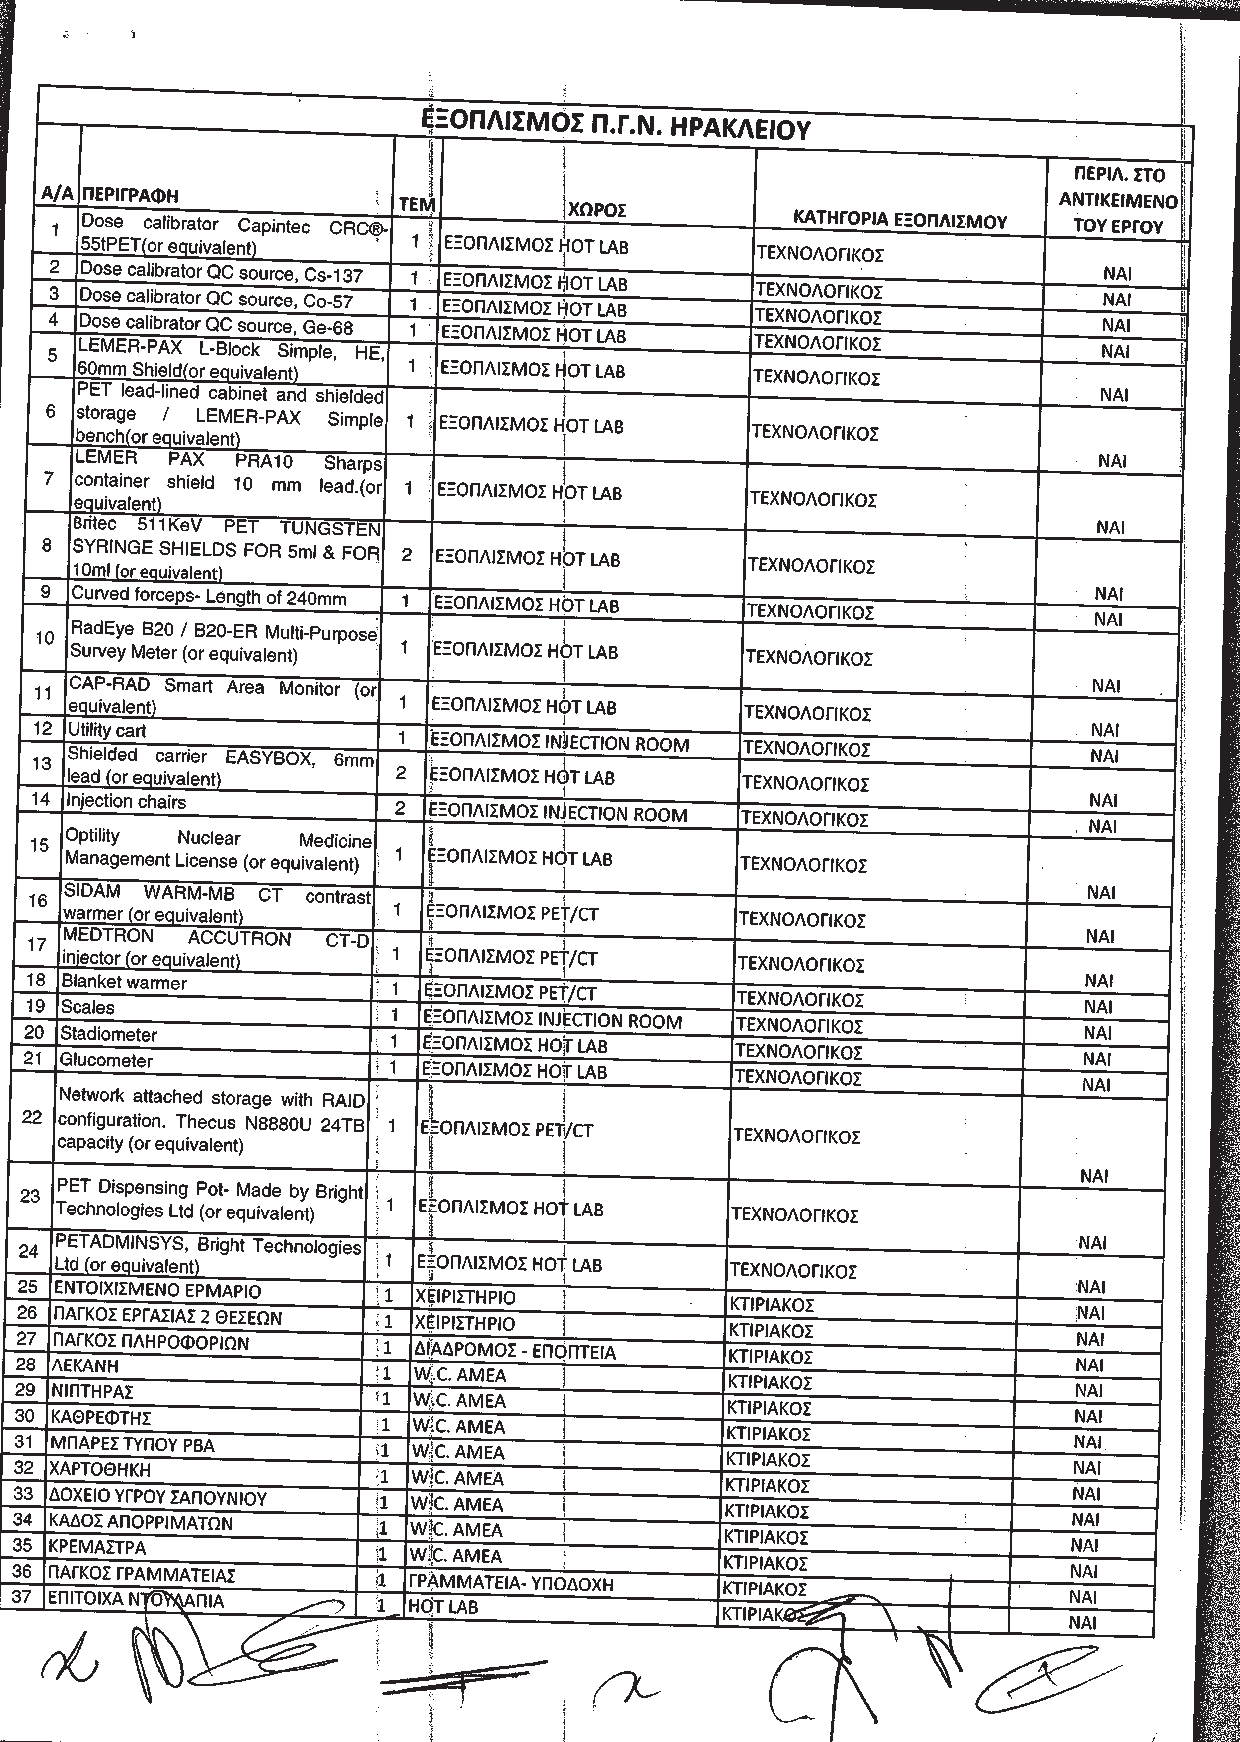 ΕΞΟΠΛΙΣΜΟΣ Π.Γ.Ν. ΗΡΑΚΛΕΙΟΥ
Α/Α ΠΕΡΙΓΡΑΦΗ ΤΕΜ ΧΩΡΟΣ ΚΑΤΗΓΟΡΙΑ ΕΞΟΠΛΙΣΜΟΥ ΠΕΡΙΛ. ΣΤΟ
ΑΝΤΙΚΕΙΜΕΝΟ
ΤΟΥ ΕΡΓΟΥ
1 Dose calibrator Capintec CRC®-
55tPET(or equivalent) 1 ΕΞΟΠΛΙΣΜΟΣ HOT LAB ΤΕΧΝΟΛΟΓΙΚΟΣ ΝΑΙ
2 Dose calibrator QC source, Cs-137 1 ΕΞΟΠΛΙΣΜΟΣ HOT LAB ΤΕΧΝΟΛΟΓΙΚΟΣ ΝΑΙ
3 Dose calibrator QC source, Co-57 1 ΕΞΟΠΛΙΣΜΟΣ HOT LAB ΤΕΧΝΟΛΟΓΙΚΟΣ ΝΑΙ
4 Dose calibrator QC source, Ge-68 1 ΕΞΟΠΛΙΣΜΟΣ HOT LAB ΤΕΧΝΟΛΟΓΙΚΟΣ ΝΑΙ
5 LEMER-PAX L-Block Simple, HE,
60mm Shield(or equivalent) 1 ΕΞΟΠΛΙΣΜΟΣ HOT LAB ΤΕΧΝΟΛΟΓΙΚΟΣ ΝΑΙ
6 PET lead-lined cabinet and shielded
storage / LEMER-PAX Simple
bench(or equivalent) 1 ΕΞΟΠΛΙΣΜΟΣ HOT LAB ΤΕΧΝΟΛΟΓΙΚΟΣ ΝΑΙ
7 LEMER PAX PRA10 Sharps
container shield 10 mm lead.(or
equivalent) 1 ΕΞΟΠΛΙΣΜΟΣ HOT LAB ΤΕΧΝΟΛΟΓΙΚΟΣ ΝΑΙ
8 Britec 511KeV PET TUNGSTEN
SYRINGE SHIELDS FOR 5ml & FOR
10ml (or equivalent) 2 ΕΞΟΠΛΙΣΜΟΣ HOT LAB ΤΕΧΝΟΛΟΓΙΚΟΣ ΝΑΙ
9 Curved forceps- Length of 240mm 1 ΕΞΟΠΛΙΣΜΟΣ HOT LAB ΤΕΧΝΟΛΟΓΙΚΟΣ ΝΑΙ
10 RadEye B20 / B20-ER Multi-Purpose
Survey Meter (or equivalent) 1 ΕΞΟΠΛΙΣΜΟΣ HOT LAB ΤΕΧΝΟΛΟΓΙΚΟΣ ΝΑΙ
11 CAP-RAD Smart Area Monitor (or
equivalent) 1 ΕΞΟΠΛΙΣΜΟΣ HOT LAB ΤΕΧΝΟΛΟΓΙΚΟΣ ΝΑΙ
12 Utility cart 1 ΕΞΟΠΛΙΣΜΟΣ INJECTION ROOM ΤΕΧΝΟΛΟΓΙΚΟΣ ΝΑΙ
13 Shielded carrier EASYBOX, 6mm
lead (or equivalent) 2 ΕΞΟΠΛΙΣΜΟΣ HOT LAB ΤΕΧΝΟΛΟΓΙΚΟΣ ΝΑΙ
14 Injection chairs 2 ΕΞΟΠΛΙΣΜΟΣ INJECTION ROOM ΤΕΧΝΟΛΟΓΙΚΟΣ ΝΑΙ
15 Optility Nuclear Medicine
Management License (or equivalent) 1 ΕΞΟΠΛΙΣΜΟΣ HOT LAB ΤΕΧΝΟΛΟΓΙΚΟΣ ΝΑΙ
16 SIDAM WARM-MB CT contrast
warmer (or equivalent) 1 ΕΞΟΠΛΙΣΜΟΣ PET/CT ΤΕΧΝΟΛΟΓΙΚΟΣ ΝΑΙ
17 MEDTRON ACCUTRON CT-D
injector (or equivalent) 1 ΕΞΟΠΛΙΣΜΟΣ PET/CT ΤΕΧΝΟΛΟΓΙΚΟΣ ΝΑΙ
18 Blanket warmer 1 ΕΞΟΠΛΙΣΜΟΣ PET/CT ΤΕΧΝΟΛΟΓΙΚΟΣ ΝΑΙ
19 Scales 1 ΕΞΟΠΛΙΣΜΟΣ INJECTION ROOM ΤΕΧΝΟΛΟΓΙΚΟΣ ΝΑΙ
20 Stadiometer 1 ΕΞΟΠΛΙΣΜΟΣ HOT LAB ΤΕΧΝΟΛΟΓΙΚΟΣ ΝΑΙ
21 Glucometer 1 ΕΞΟΠΛΙΣΜΟΣ HOT LAB ΤΕΧΝΟΛΟΓΙΚΟΣ ΝΑΙ
22 Network attached storage with RAID
configuration. Thecus N8880U 24TB
capacity (or equivalent) 1 ΕΞΟΠΛΙΣΜΟΣ PET/CT ΤΕΧΝΟΛΟΓΙΚΟΣ ΝΑΙ
23 PET Dispensing Pot- Made by Bright
Technologies Ltd (or equivalent) 1 ΕΞΟΠΛΙΣΜΟΣ HOT LAB ΤΕΧΝΟΛΟΓΙΚΟΣ ΝΑΙ
24 PETADMINSYS, Bright Technologies
Ltd (or equivalent) 1 ΕΞΟΠΛΙΣΜΟΣ HOT LAB ΤΕΧΝΟΛΟΓΙΚΟΣ ΝΑΙ
25 ΕΝΤΟΙΧΙΣΜΕΝΟ ΕΡΜΑΡΙΟ 1 ΧΕΙΡΙΣΤΗΡΙΟ ΚΤΙΡΙΑΚΟΣ ΝΑΙ
26 ΠΑΓΚΟΣ ΕΡΓΑΣΙΑΣ 2 ΘΕΣΕΩΝ 1 ΧΕΙΡΙΣΤΗΡΙΟ ΚΤΙΡΙΑΚΟΣ ΝΑΙ
27 ΠΑΓΚΟΣ ΠΛΗΡΟΦΟΡΙΩΝ 1 ΔΙΑΔΡΟΜΟΣ - ΕΠΟΠΤΕΙΑ ΚΤΙΡΙΑΚΟΣ ΝΑΙ
28 ΛΕΚΑΝΗ 1 W.C. ΑΜΕΑ ΚΤΙΡΙΑΚΟΣ ΝΑΙ
29 ΝΙΠΤΗΡΑΣ 1 W.C. ΑΜΕΑ ΚΤΙΡΙΑΚΟΣ ΝΑΙ
30 ΚΑΘΡΕΦΤΗΣ 1 W.C. ΑΜΕΑ ΚΤΙΡΙΑΚΟΣ ΝΑΙ
31 ΜΠΑΡΕΣ ΤΥΠΟΥ PBA 1 W.C. ΑΜΕΑ ΚΤΙΡΙΑΚΟΣ ΝΑΙ
32 ΧΑΡΤΟΘΗΚΗ 1 W.C. ΑΜΕΑ ΚΤΙΡΙΑΚΟΣ ΝΑΙ
33 ΔΟΧΕΙΟ ΥΓΡΟΥ ΣΑΠΟΥΝΙΟΥ 1 W.C. ΑΜΕΑ ΚΤΙΡΙΑΚΟΣ ΝΑΙ
34 ΚΑΔΟΣ ΑΠΟΡΡΙΜΑΤΩΝ 1 W.C. ΑΜΕΑ ΚΤΙΡΙΑΚΟΣ ΝΑΙ
35 ΚΡΕΜΑΣΤΡΑ 1 W.C. ΑΜΕΑ ΚΤΙΡΙΑΚΟΣ ΝΑΙ
36 ΠΑΓΚΟΣ ΓΡΑΜΜΑΤΕΙΑΣ 1 ΓΡΑΜΜΑΤΕΙΑ- ΥΠΟΔΟΧΗ ΚΤΙΡΙΑΚΟΣ ΝΑΙ
37 ΕΠΙΤΟΙΧΑ ΝΤΟΥΛΑΠΙΑ 1 HOT LAB ΚΤΙΡΙΑΚΟΣ ΝΑΙ